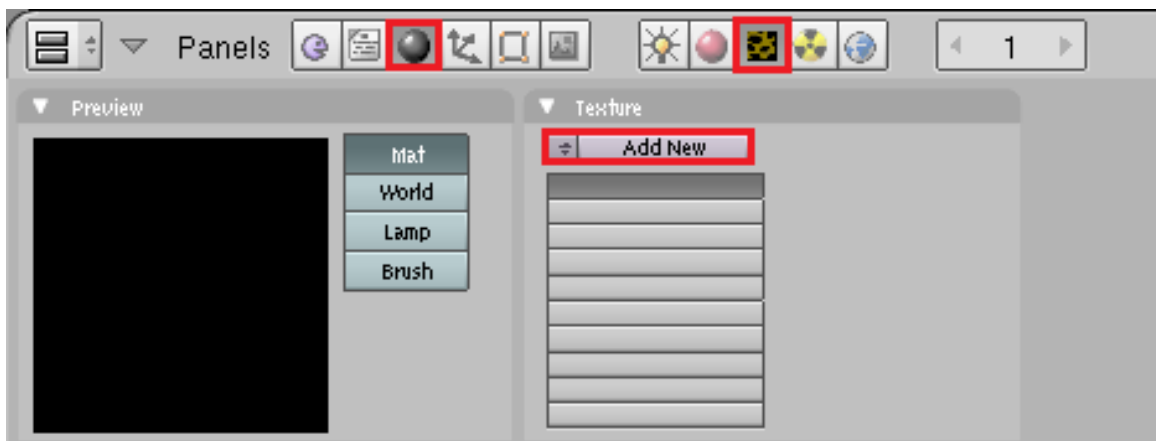 Panels 1
Preview
Texture
Mat
Add New
World
Lamp
Brush